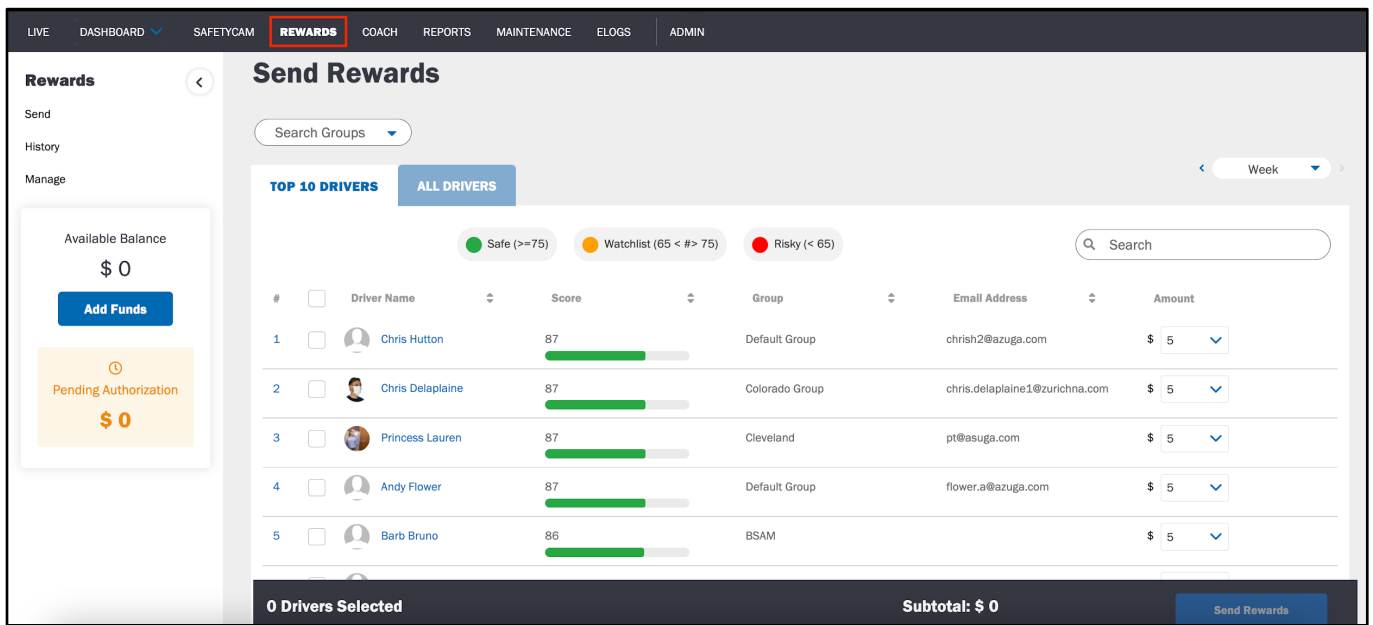 LIVE DASHBOARD SAFETYCAM REWARDS COACH REPORTS MAINTENANCE ELOGS ADMIN
Rewards
Send
History
Manage
Available Balance
$ 0
Add Funds
Pending Authorization
$ 0
Send Rewards
Search Groups
Week
TOP 10 DRIVERS ALL DRIVERS
Safe (>=75) Watchlist (65 < #> 75) Risky (< 65) Search
# Driver Name Score Group Email Address Amount
1 Chris Hutton 87 Default Group chrish2@azuga.com $ 5
2 Chris Delaplaine 87 Colorado Group chris.delaplaine1@zurichna.com $ 5
3 Princess Lauren 87 Cleveland pt@asuga.com $ 5
4 Andy Flower 87 Default Group flower.a@azuga.com $ 5
5 Barb Bruno 86 BSAM $ 5
0 Drivers Selected Subtotal: $ 0 Send Rewards